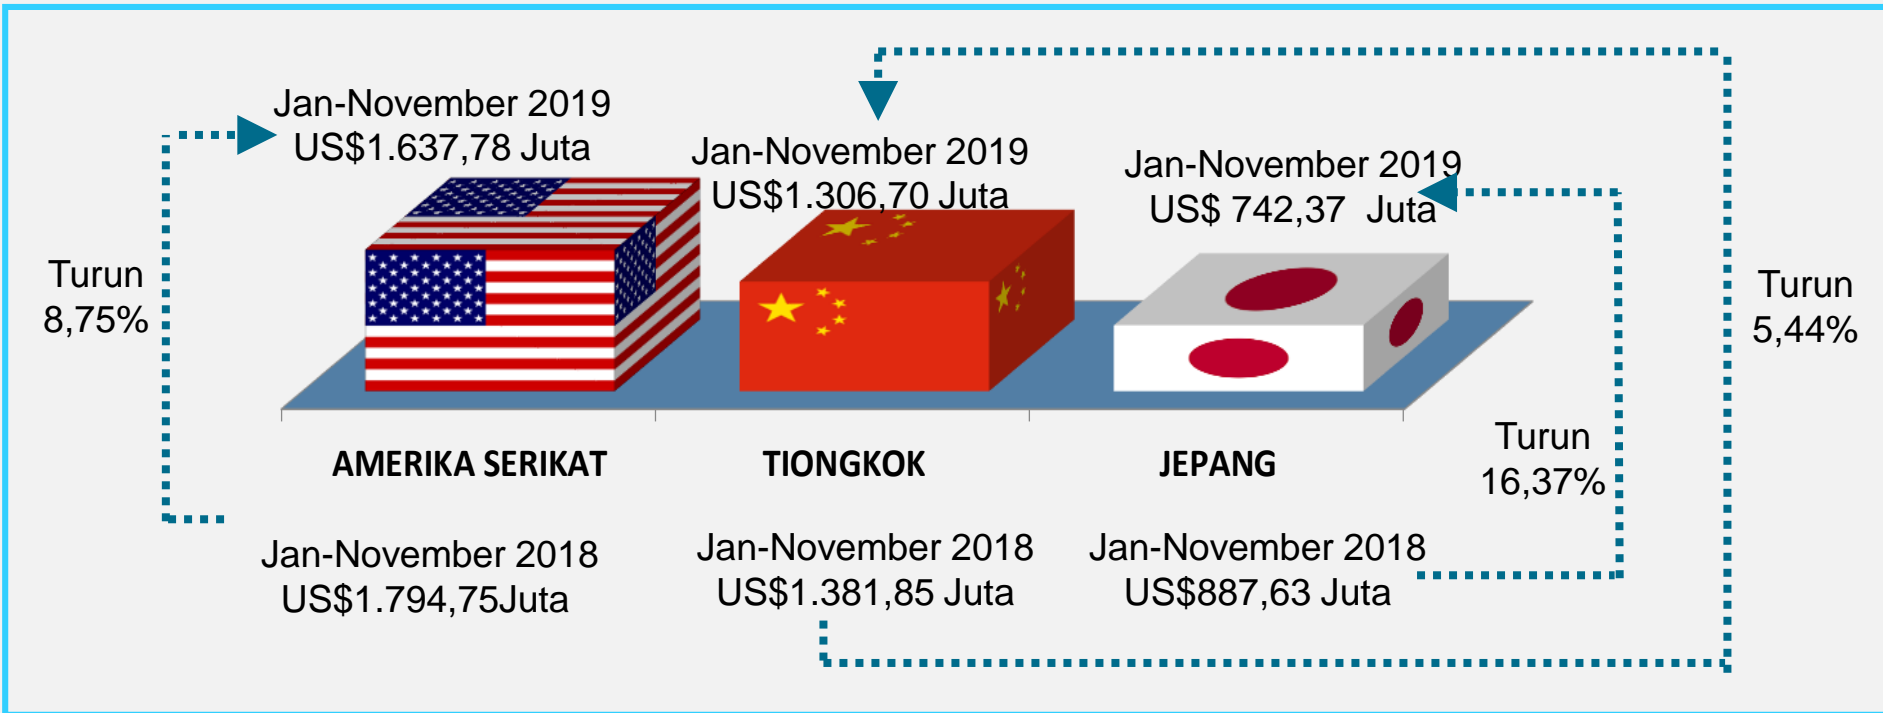 Jan-November 2019
US$1.637,78 Juta
Jan-November 2019
US$1.306,70 Juta
Jan-November 2019
US$ 742,37 Juta
Turun
8,75%
Turun
5,44%
AMERIKA SERIKAT
TIONGKOK
JEPANG
Turun
16,37%
Jan-November 2018
US$1.794,75Juta
Jan-November 2018
US$1.381,85 Juta
Jan-November 2018
US$887,63 Juta